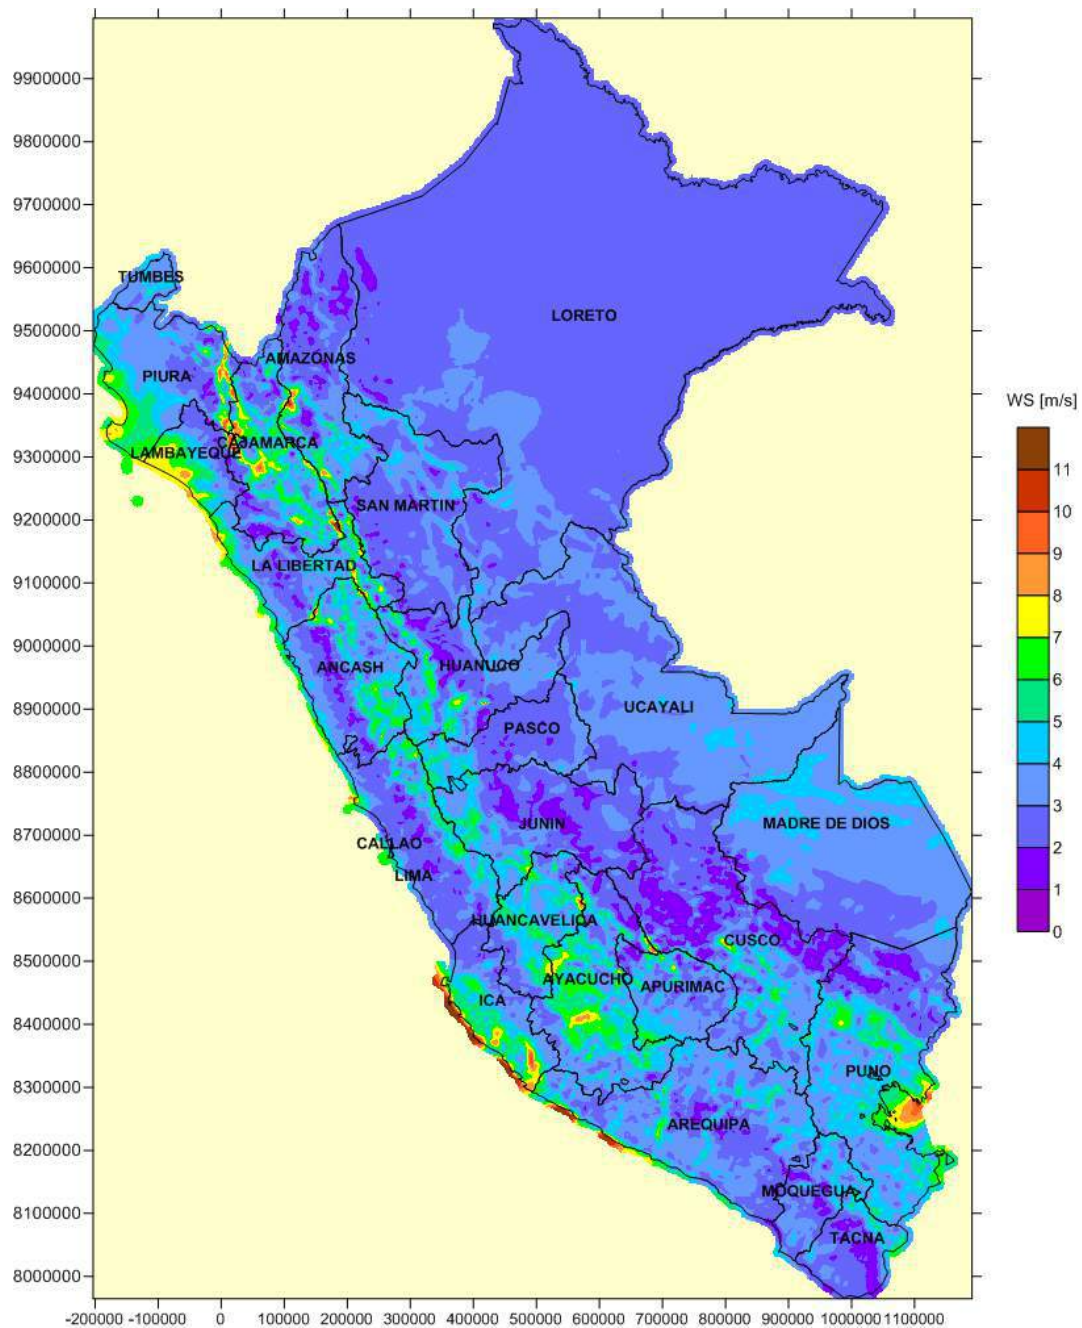 9900000
9800000
9700000
9600000
TUMBES
LORETO
9500000
AMAZONAS
PIURA
9400000
WS [m/s]
CAJAMARCA
LAMBAYEQUE
9300000
11
SAN MARTIN
10
9200000
9
LA LIBERTAD
8
9100000
7
9000000
ANCASH
HUANUCO
6
UCAYALI
8900000
PASCO
5
4
8800000
3
JUNIN
MADRE DE DIOS
8700000
CALLAO
2
LIMA
1
8600000
HUANCAVELICA
0
CUSCO
8500000
AYACUCHO
APURIMAC
ICA
8400000
PUNO
8300000
AREQUIPA
8200000
MOQUEGUA
8100000
TACNA
8000000
-200000 -100000 0 100000 200000 300000 400000 500000 600000 700000 800000 900000 1000000 1100000